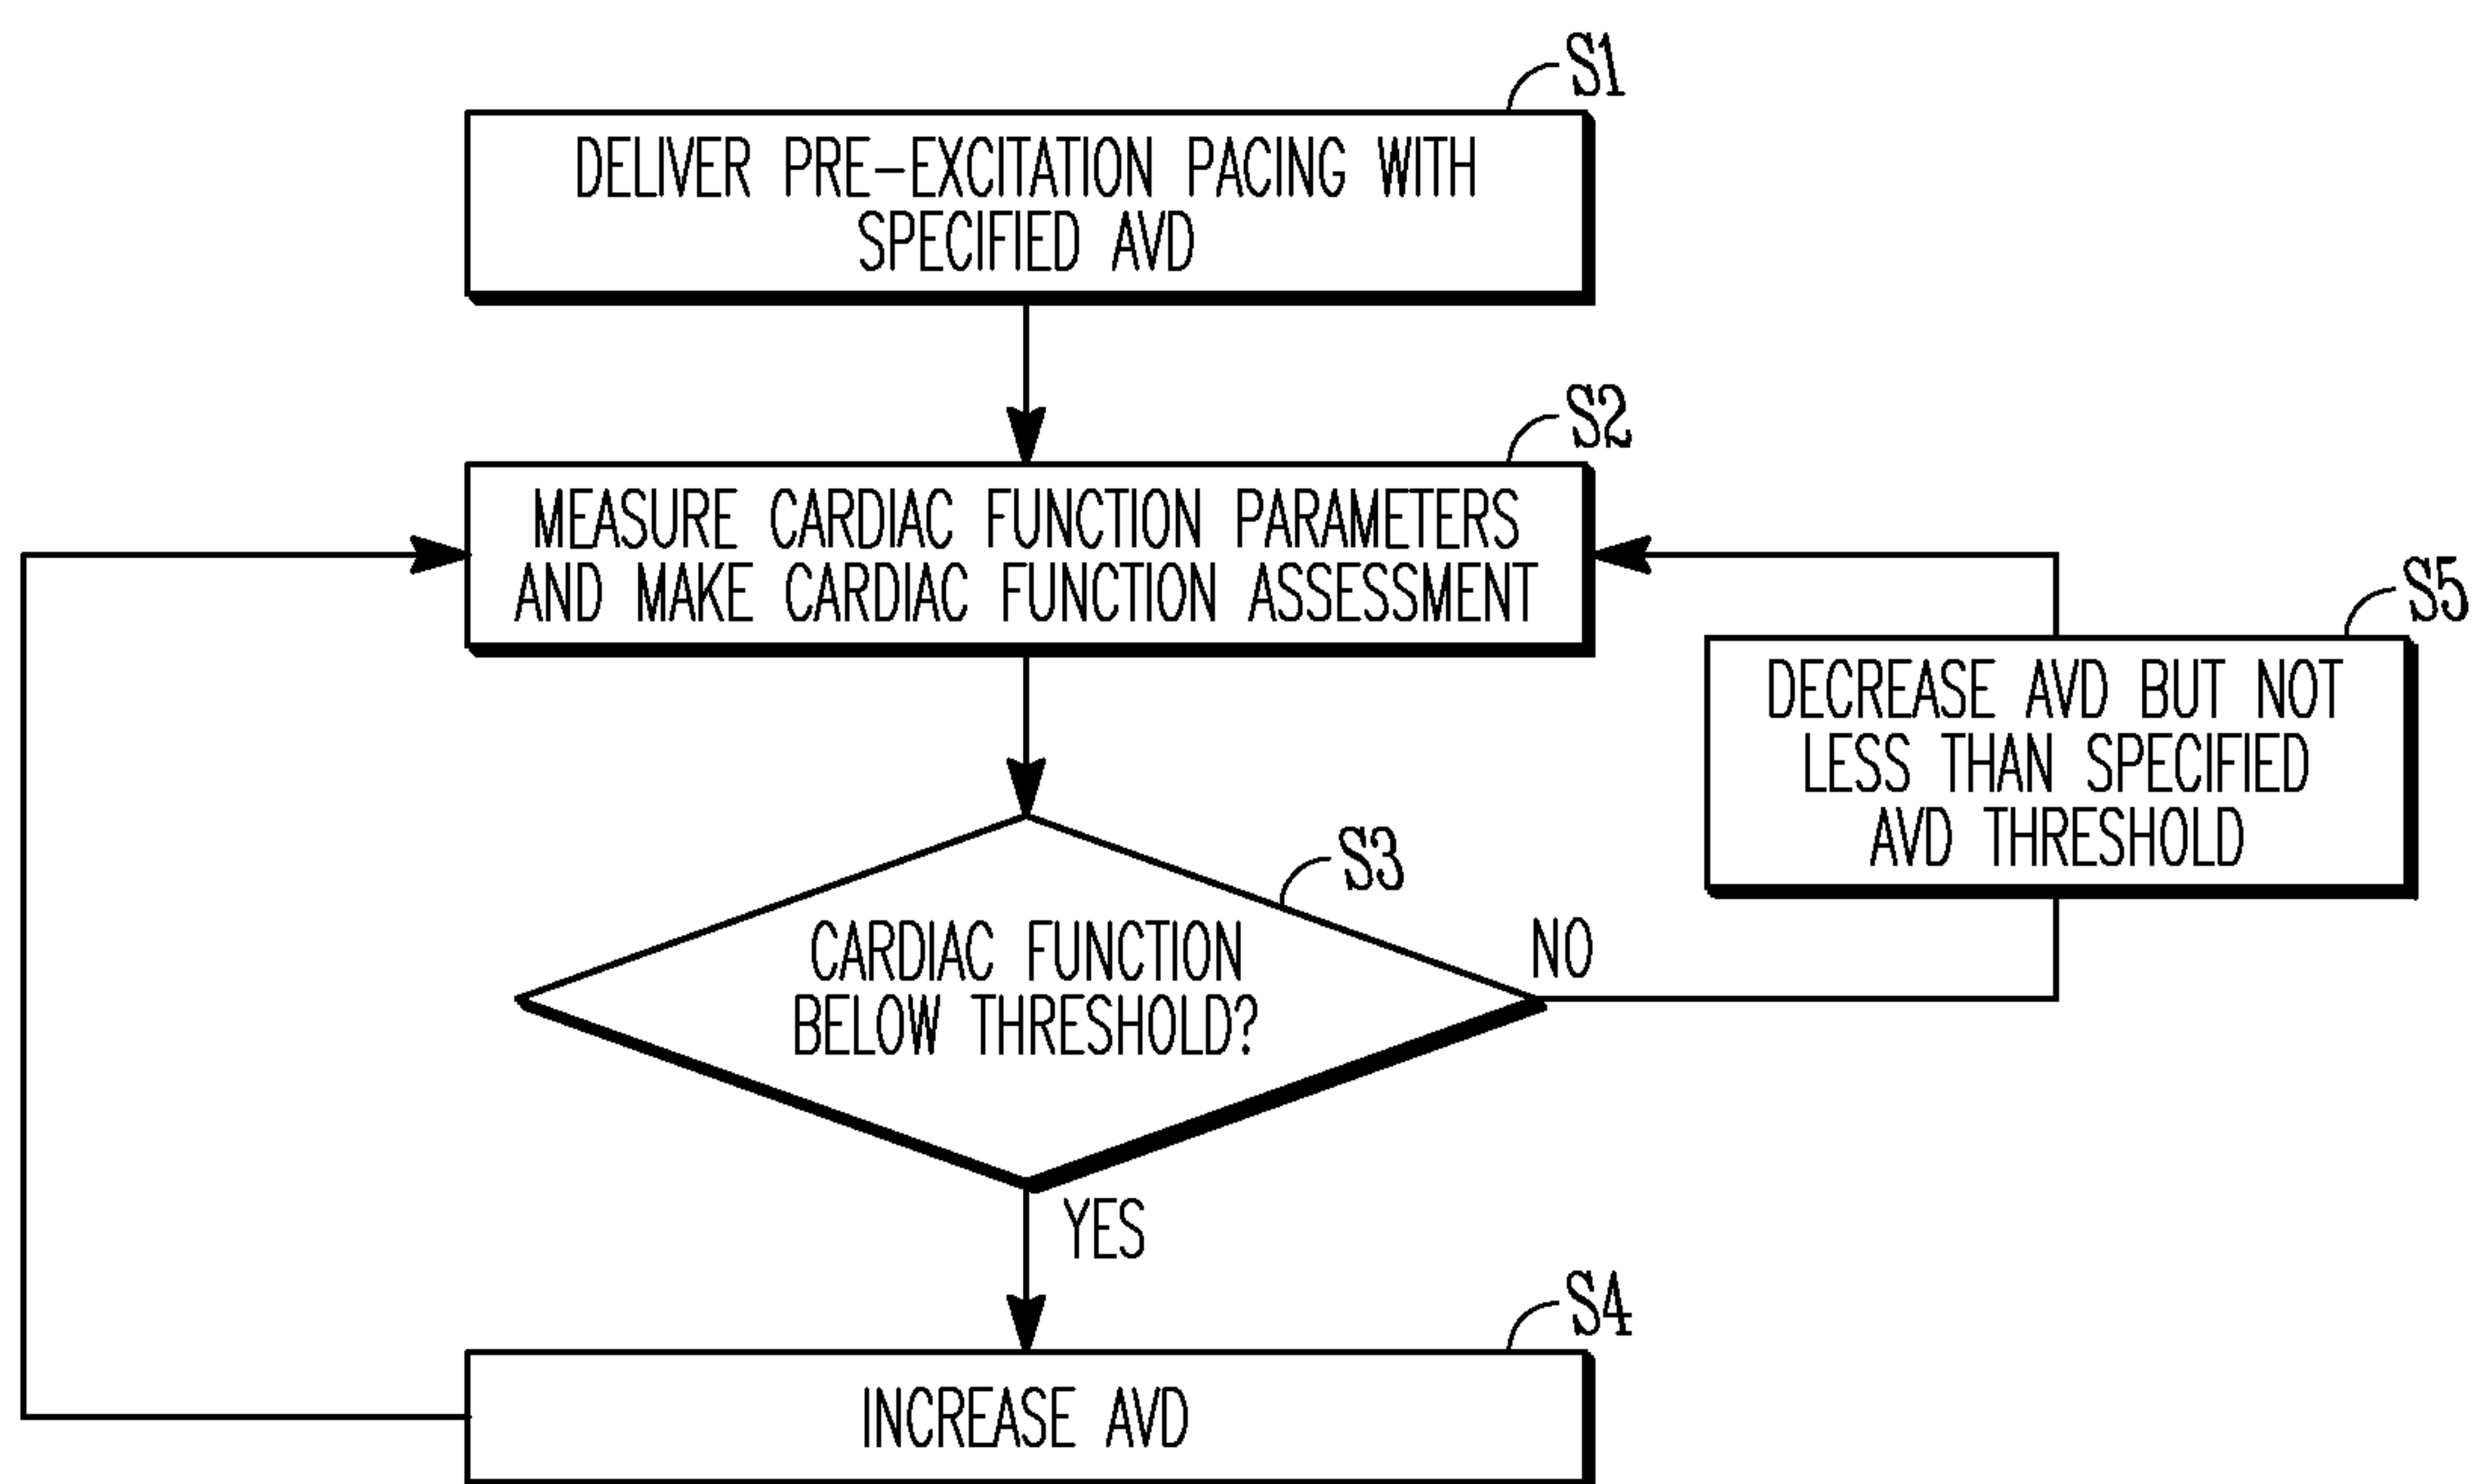 S1
DELIVER PRE-EXCITATION PACING WITH
SPECIFIED AVD
S2
MEASURE CARDIAC FUNCTION PARAMETERS
AND MAKE CARDIAC FUNCTION ASSESSMENT
S5
DECREASE AVD BUT NOT
LESS THAN SPECIFIED
AVD THRESHOLD
S3
CARDIAC FUNCTION
BELOW THRESHOLD?
NO
YES
S4
INCREASE AVD